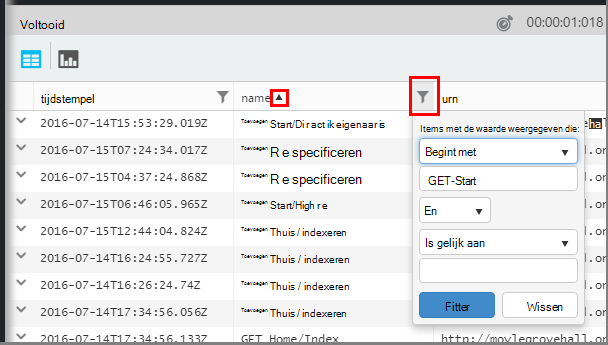 Voltooid
00:00:01:018
tijdstempel
name
urn
2016-07-14T15:53:29.019Z
Toevoegen Start/Diractikeigenaaris
2016-07-15T07:24:34.017Z
Toevoegen Re specificeren
2016-07-15T04:37:24.868Z
Toevoegen Re specificeren
2016-07-15T06:46:05.965Z
Toevoegen Start/High re
2016-07-15T12:44:04.824Z
Toevoegen Thuis/indexeren
2016-07-14T16:24:55.727Z
Toevoegen Thuis/indexeren
2016-07-14T16:26:24.74Z
Toevoegen Thuis/indexeren
2016-07-14T17:34:56.056Z
Toevoegen Thuis/indexeren
2016-07-14T17:34:56.133Z
GET Home/Index
http://moylegrovehall.or
Items met de waarde weergegeven die:
Begint met
GET-Start
En
Is gelijk aan
Fitter
Wissen